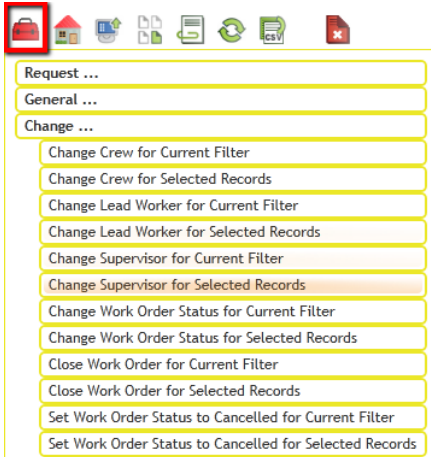 CSV
Request ...
General ...
Change ...
Change Crew for Current Filter
Change Crew for Selected Records
Change Lead Worker for Current Filter
Change Lead Worker for Selected Records
Change Supervisor for Current Filter
Change Supervisor for Selected Records
Change Work Order Status for Current Filter
Change Work Order Status for Selected Records
Close Work Order for Current Filter
Close Work Order for Selected Records
Set Work Order Status to Cancelled for Current Filter
Set Work Order Status to Cancelled for Selected Records